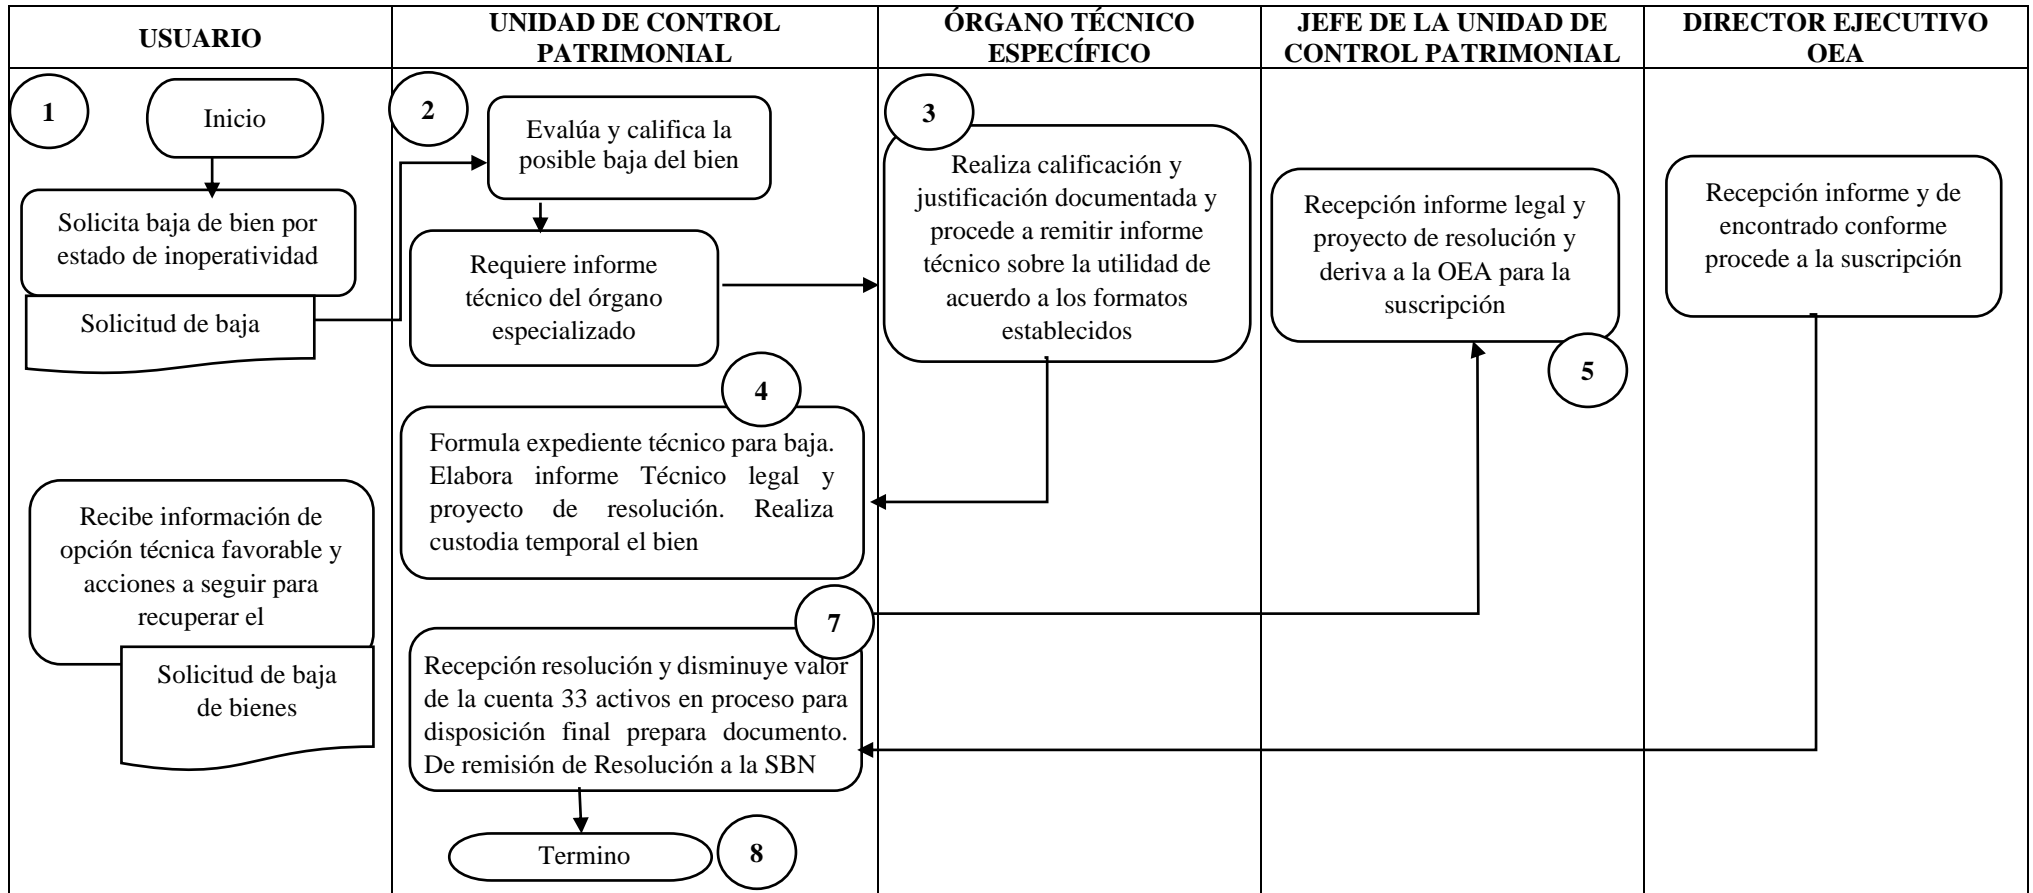 USUARIO
UNIDAD DE CONTROL
PATRIMONIAL
ÓRGANO TÉCNICO
ESPECÍFICO
JEFE DE LA UNIDAD DE
CONTROL PATRIMONIAL
DIRECTOR EJECUTIVO
OEA
1
Inicio
Solicita baja de bien por
estado de inoperatividad
Solicitud de baja
Recibe información de
opción técnica favorable y
acciones a seguir para
recuperar el
Solicitud de baja
de bienes
2
Evalúa y califica la
posible baja del bien
Requiere informe
técnico del órgano
especializado
4
Formula expediente técnico para baja.
Elabora informe Técnico legal y
proyecto de resolución. Realiza
custodia temporal el bien
7
Recepción resolución y disminuye valor
de la cuenta 33 activos en proceso para
disposición final prepara documento.
De remisión de Resolución a la SBN
Termino
8
3
Realiza calificación y
justificación documentada y
procede a remitir informe
técnico sobre la utilidad de
acuerdo a los formatos
establecidos
Recepción informe legal y
proyecto de resolución y
deriva a la OEA para la
suscripción
5
Recepción informe y de
encontrado conforme
procede a la suscripción